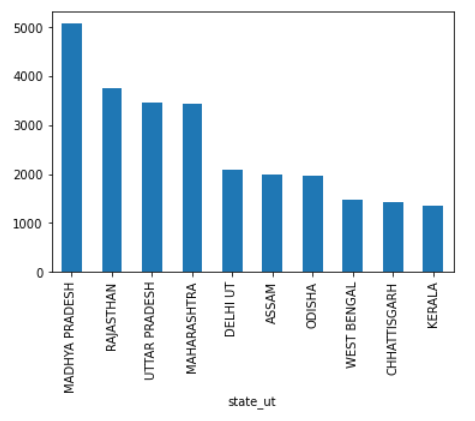 5000
4000
3000
2000
1000
0
MADHYA PRADESH
RAJASTHAN
UTTAR PRADESH
MAHARASHTRA
DELHI UT
ASSAM
ODISHA
WEST BENGAL
CHHATTISGARH
KERALA
state_ut